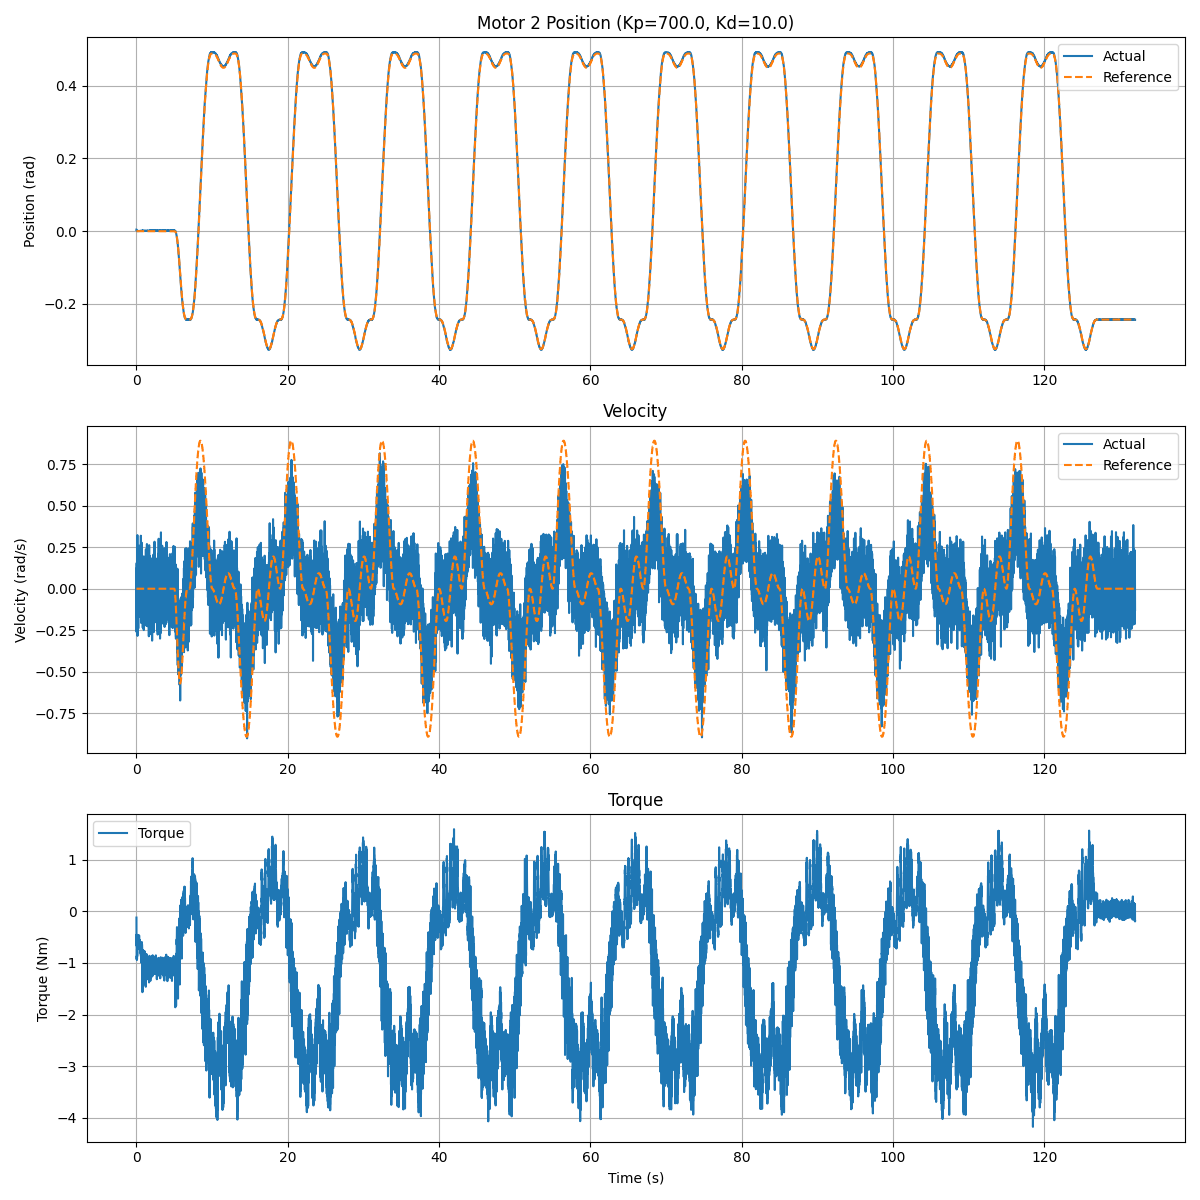 Motor 2 Position (Kp=700.0, Kd=10.0)
Actual
Reference
Position (rad)
0.4
0.2
0.0
−0.2
0 20 40 60 80 100 120
Velocity
Actual
Reference
Velocity (rad/s)
0.75
0.50
0.25
0.00
−0.25
−0.50
−0.75
0 20 40 60 80 100 120
Torque
Torque
Torque (Nm)
1
0
−1
−2
−3
−4
0 20 40 60 80 100 120
Time (s)